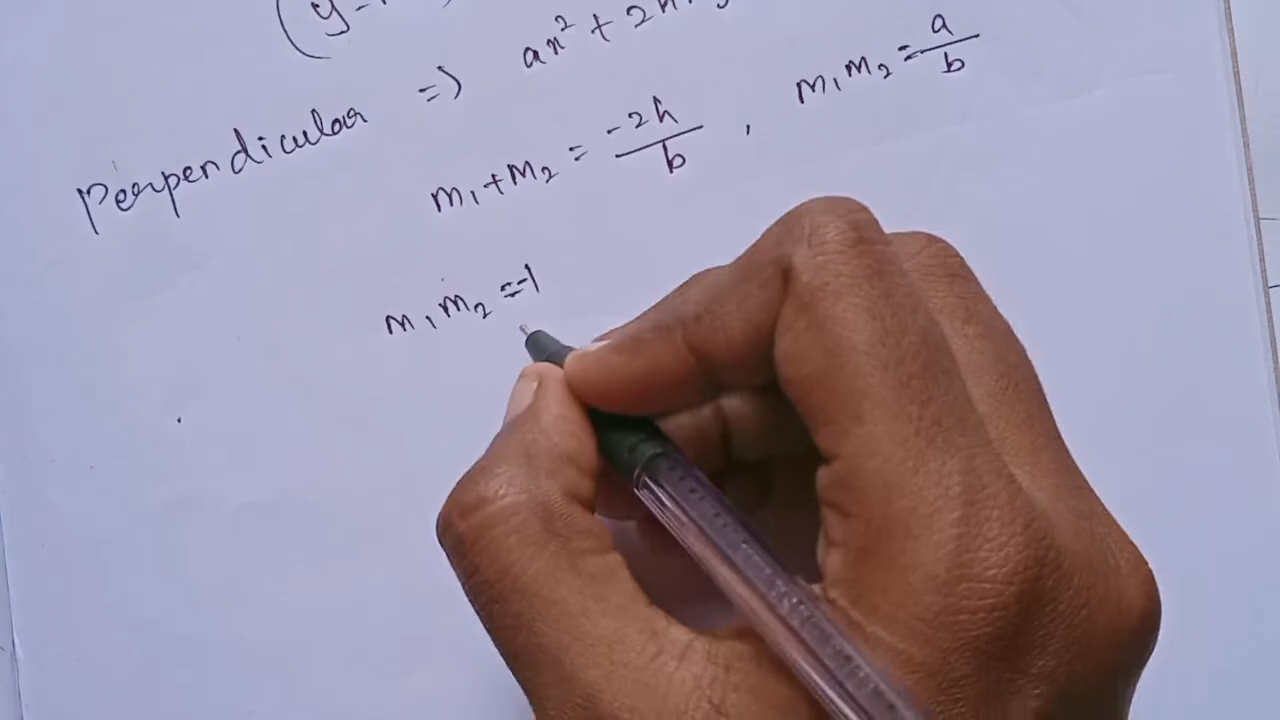 (y-
Perpendicular => ax² + 2h
m₁+m₂ = -2h/b , m₁m₂ = a/b
m₁m₂ = -1